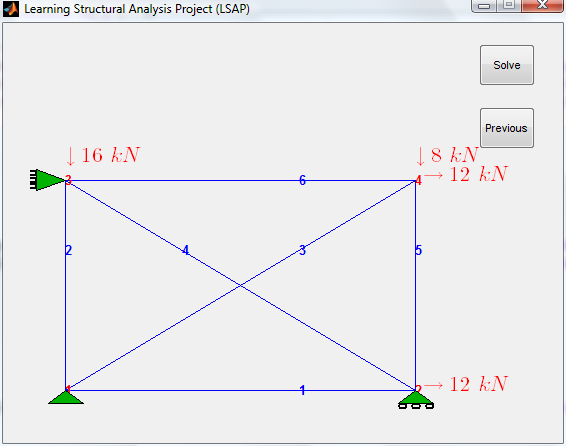 Learning Structural Analysis Project (LSAP)
Solve
Previous
↓ 16 kN
↓ 8 kN
3
6
4
→ 12 kN
2
4
3
5
1
1
2
→ 12 kN